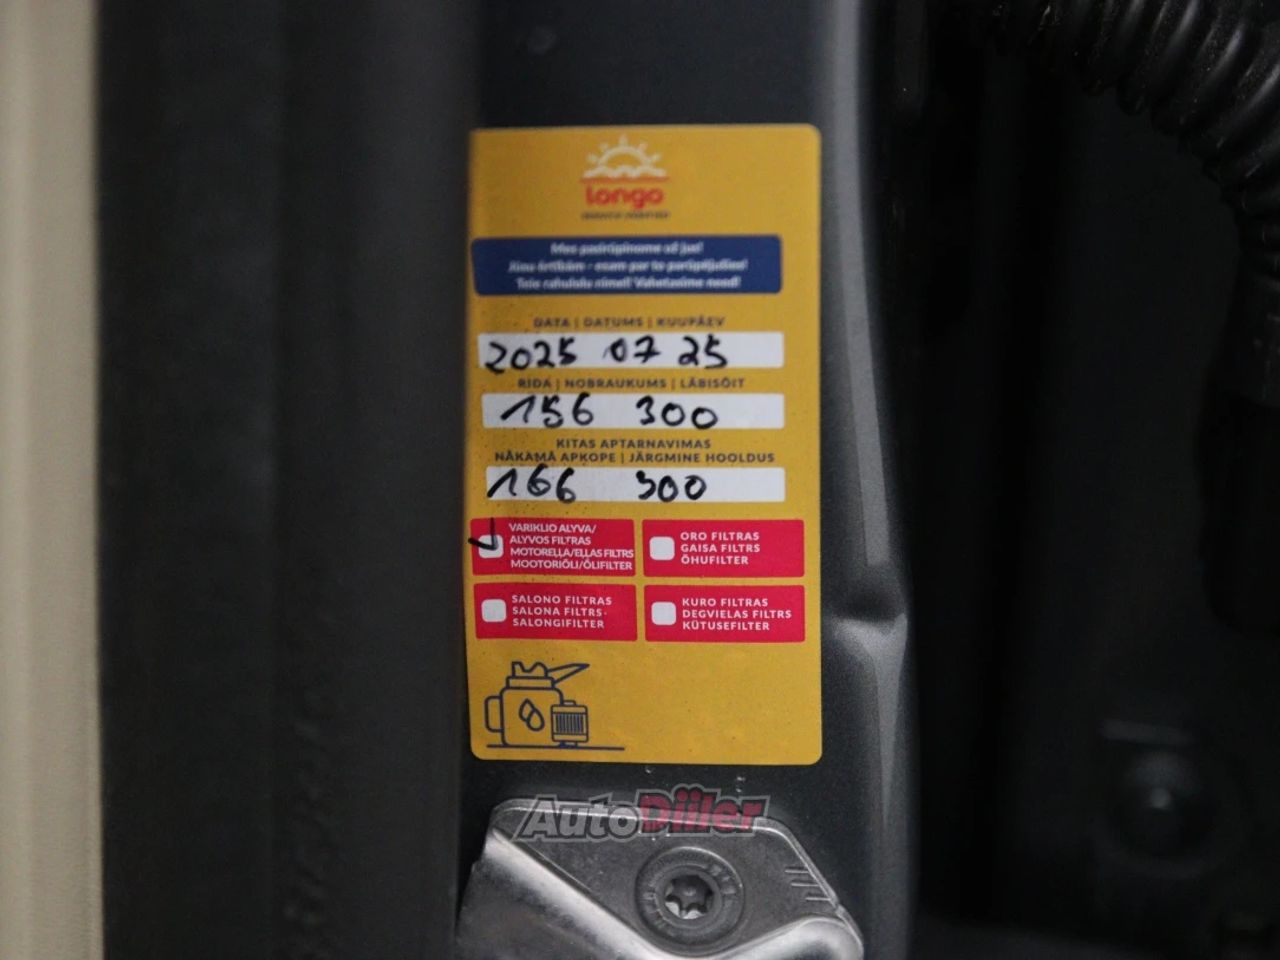 longo
Mes pasirūpinome už jus!
Jūsu ērtībām - esam par to parūpējušies!
Teie rahulolu nimel! Vahetasime need!
DATA | DATUMS | KUUPÄEV
2025 07 25
RIDA | NOBRAUKUMS | LÄBISÕIT
156 300
KITAS APTARNAVIMAS
NĀKAMĀ APKOPE | JÄRGMINE HOOLDUS
166 300
VARIKLIO ALYVA/
ALYVOS FILTRAS
MOTOREĻĻA/EĻĻAS FILTRS
MOOTORIÕLI/ÕLIFILTER
ORO FILTRAS
GAISA FILTRS
ÕHUFILTER
SALONO FILTRAS
SALONA FILTRS
SALONGIFILTER
KURO FILTRAS
DEGVIELAS FILTRS
KÜTUSEFILTER
AutoDiiler